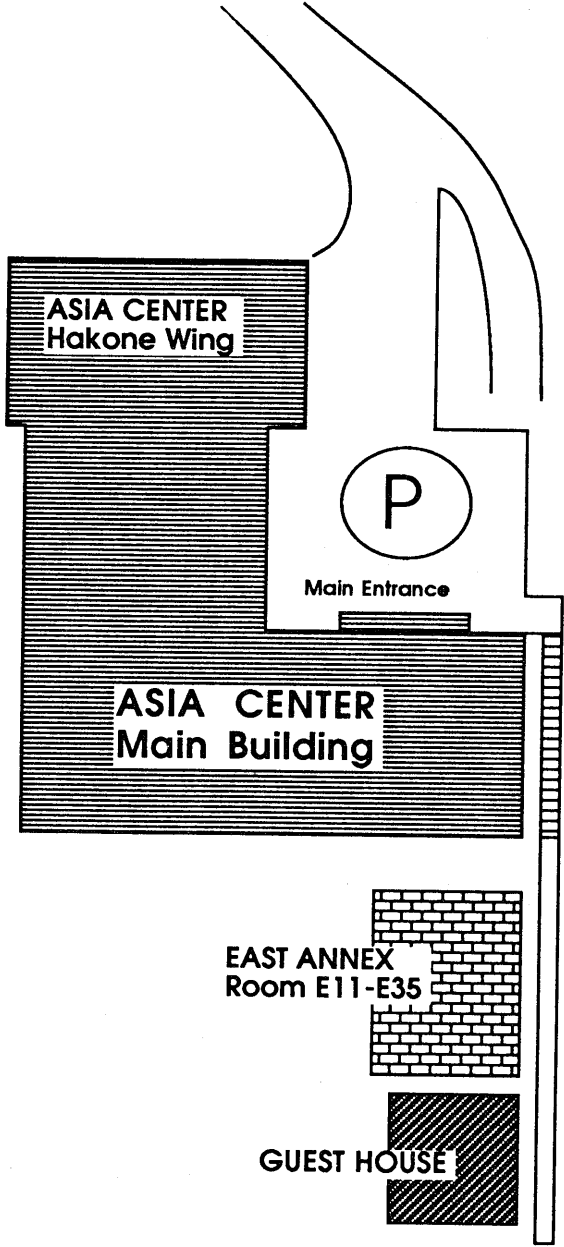 ASIA CENTER
Hakone Wing
P
Main Entrance
ASIA CENTER
Main Building
EAST ANNEX
Room E11-E35
GUEST HOUSE